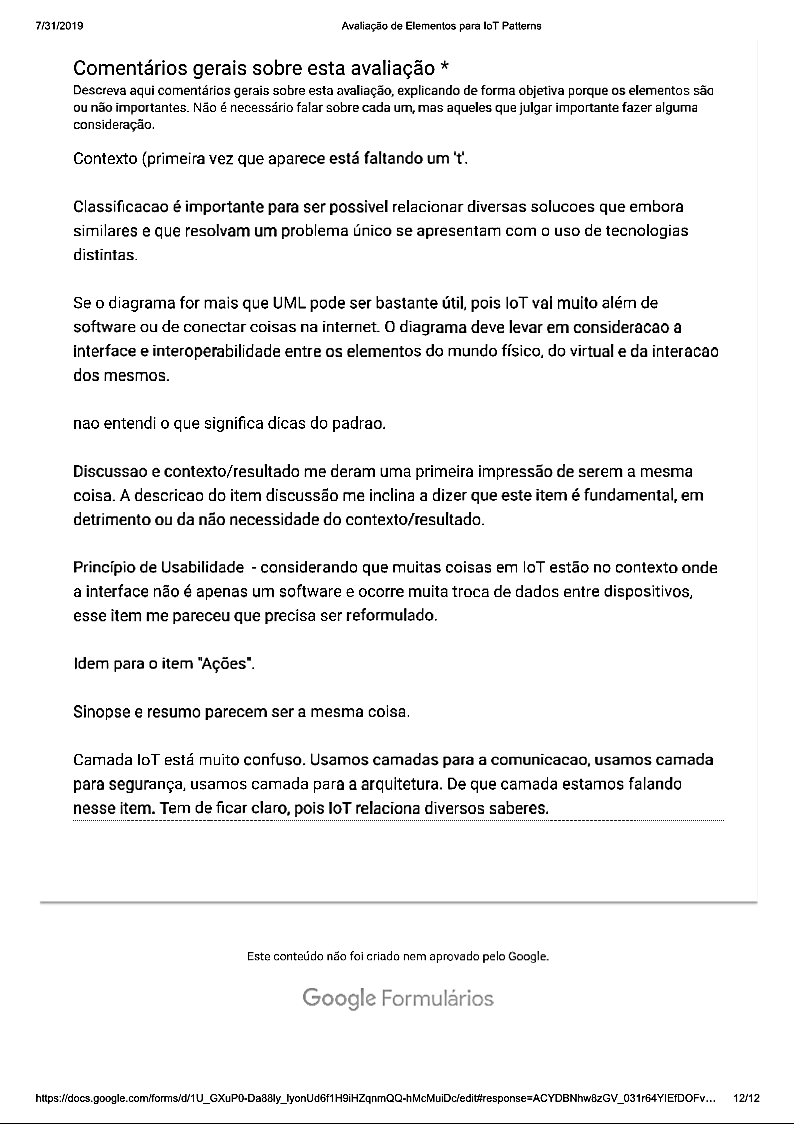 7/31/2019
Avaliação de Elementos para IoT Patterns
Comentários gerais sobre esta avaliação *
Descreva aqui comentários gerais sobre esta avaliação, explicando de forma objetiva porque os elementos são
ou não importantes. Não é necessário falar sobre cada um, mas aqueles que julgar importante fazer alguma
consideração.
Contexto (primeira vez que aparece está faltando um 't'.
Classificacao é importante para ser possivel relacionar diversas solucoes que embora
similares e que resolvam um problema único se apresentam com o uso de tecnologias
distintas.
Se o diagrama for mais que UML pode ser bastante útil, pois IoT vai muito além de
software ou de conectar coisas na internet. O diagrama deve levar em consideracao a
interface e interoperabilidade entre os elementos do mundo físico, do virtual e da interacao
dos mesmos.
nao entendi o que significa dicas do padrao.
Discussao e contexto/resultado me deram uma primeira impressão de serem a mesma
coisa. A descricao do item discussão me inclina a dizer que este item é fundamental, em
detrimento ou da não necessidade do contexto/resultado.
Princípio de Usabilidade - considerando que muitas coisas em IoT estão no contexto onde
a interface não é apenas um software e ocorre muita troca de dados entre dispositivos,
esse item me pareceu que precisa ser reformulado.
Idem para o item "Ações".
Sinopse e resumo parecem ser a mesma coisa.
Camada IoT está muito confuso. Usamos camadas para a comunicacao, usamos camada
para segurança, usamos camada para a arquitetura. De que camada estamos falando
nesse item. Tem de ficar claro, pois IoT relaciona diversos saberes.
Este conteúdo não foi criado nem aprovado pelo Google.
Google Formulários
https://docs.google.com/forms/d/1U_GXuP0-Da88ly_lyonUd6f1H9iHZqnmQQ-hMcMuiDc/edit#response=ACYDBNhw8zGV_031r64YlEfDOFv...
12/12